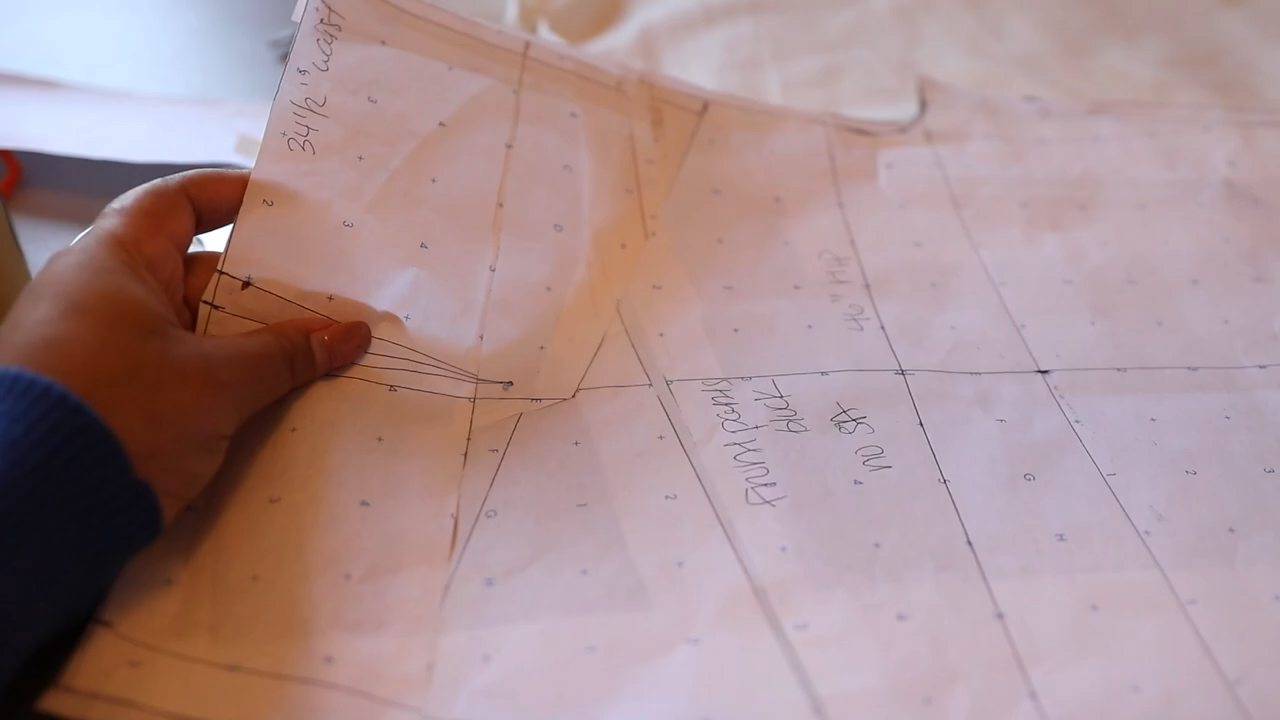 34 1/2" waist
40" HIP
Front pants
block
no SA